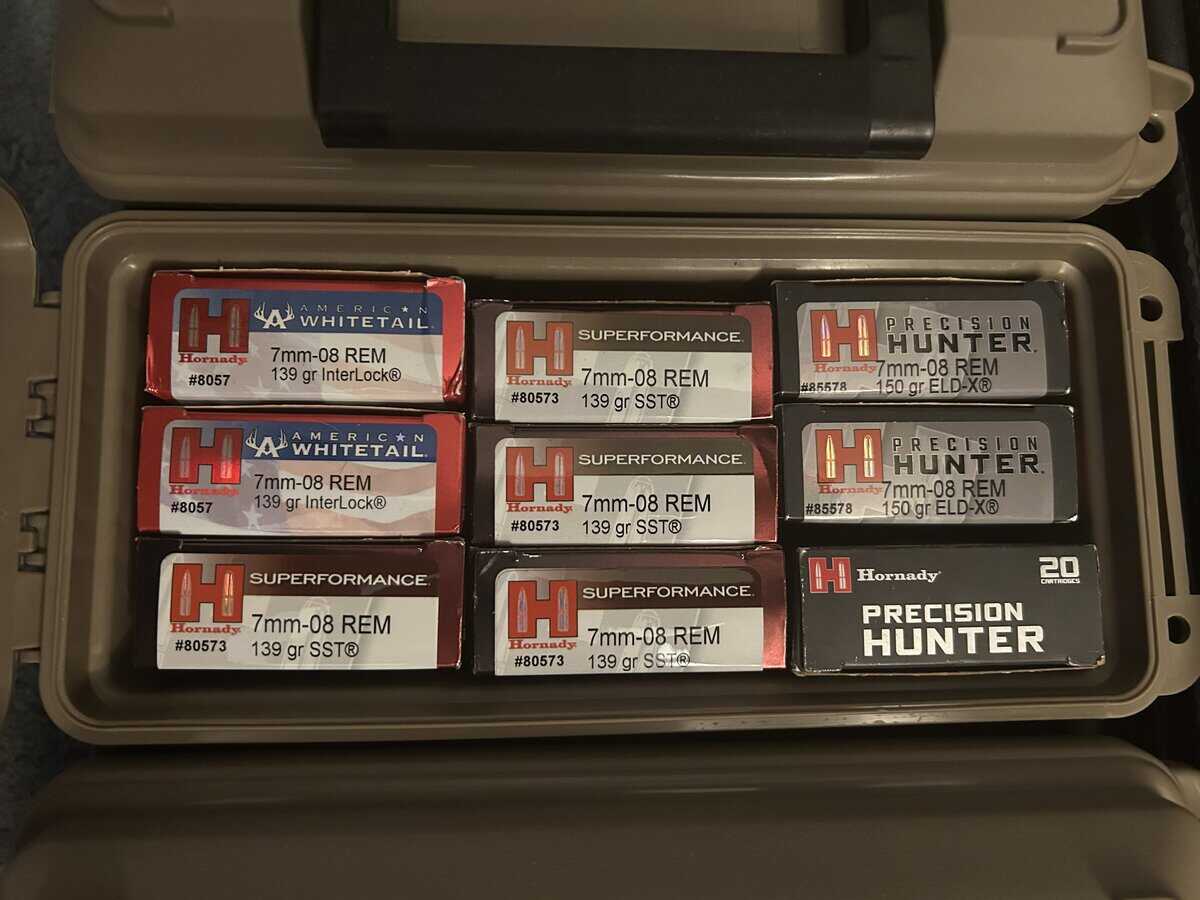 AMERICAN
WHITETAIL.
Hornady
7mm-08 REM
139 gr InterLock®
#8057
AMERICAN
WHITETAIL.
Hornady
7mm-08 REM
139 gr InterLock®
#8057
SUPERFORMANCE.
Hornady
7mm-08 REM
#80573
139 gr SST®
SUPERFORMANCE.
Hornady
7mm-08 REM
#80573
139 gr SST®
SUPERFORMANCE.
Hornady
7mm-08 REM
#80573
139 gr SST®
SUPERFORMANCE.
Hornady
7mm-08 REM
#80573
139 gr SST®
PRECISION
HUNTER.
Hornady
7mm-08 REM
#85578
150 gr ELD-X®
PRECISION
HUNTER.
Hornady
7mm-08 REM
#85578
150 gr ELD-X®
H Hornady
20
CARTRIDGES
PRECISION
HUNTER